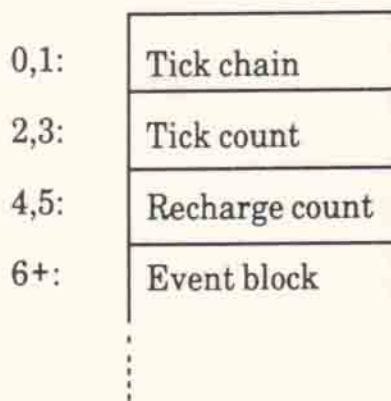 0,1: Tick chain
2,3: Tick count
4,5: Recharge count
6+: Event block